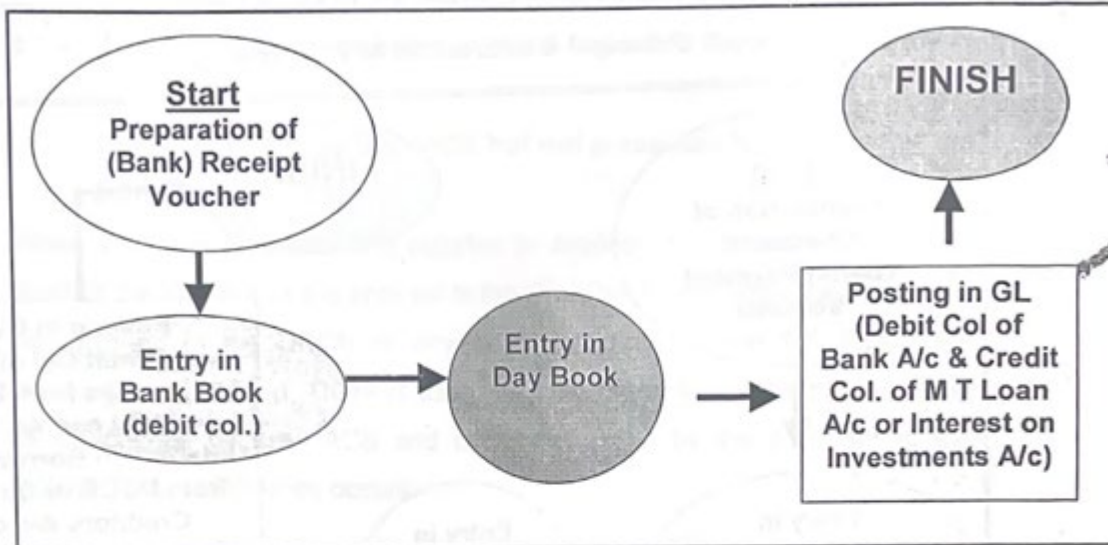 Start
Preparation of
(Bank) Receipt
Voucher
Entry in
Bank Book
(debit col.)
Entry in
Day Book
Posting in GL
(Debit Col of
Bank A/c & Credit
Col. of M T Loan
A/c or Interest on
Investments A/c)
FINISH